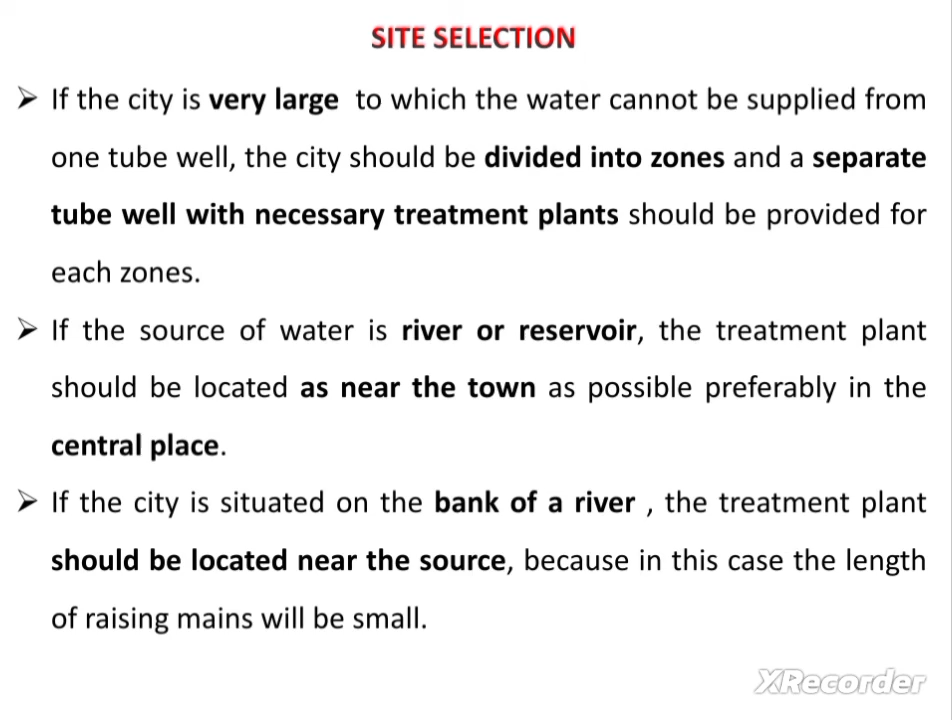 SITE SELECTION
➢ If the city is very large to which the water cannot be supplied from
one tube well, the city should be divided into zones and a separate
tube well with necessary treatment plants should be provided for
each zones.
➢ If the source of water is river or reservoir, the treatment plant
should be located as near the town as possible preferably in the
central place.
➢ If the city is situated on the bank of a river , the treatment plant
should be located near the source, because in this case the length
of raising mains will be small.
XRecorder